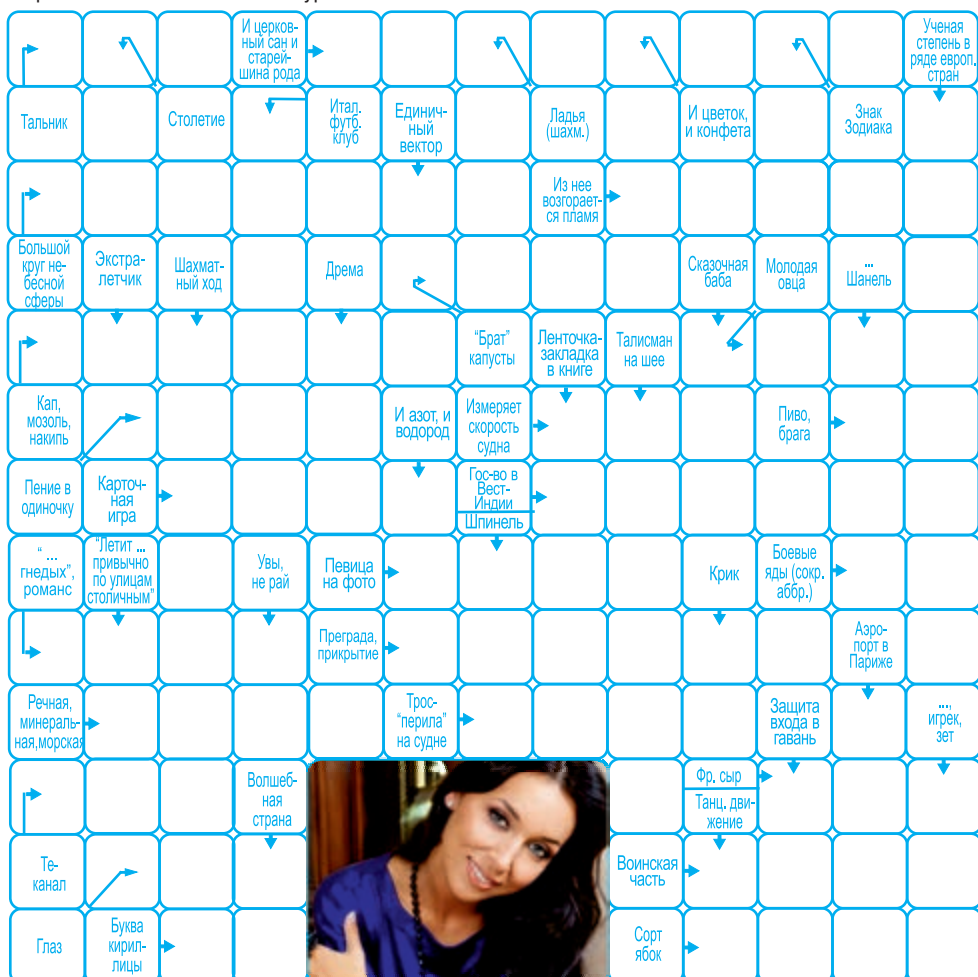 И церков-
ный сан и
старей-
шина рода
Ученая
степень в
ряде европ.
стран
Тальник
Столетие
Итал.
футб.
клуб
Единич-
ный
вектор
Ладья
(шахм.)
И цветок,
и конфета
Знак
Зодиака
Из нее
возгорает-
ся пламя
Большой
круг не-
бесной
сферы
Экстра-
летчик
Шахмат-
ный ход
Дрема
Сказочная
баба
Молодая
овца
...
Шанель
"Брат"
капусты
Ленточка-
закладка
в книге
Талисман
на шее
Кап,
мозоль,
накипь
И азот, и
водород
Измеряет
скорость
судна
Пиво,
брага
Пение в
одиночку
Карточ-
ная
игра
Гос-во в
Вест-
Индии
Шпинель
" ...
гнедых",
романс
"Летит ...
привычно
по улицам
столичным"
Увы,
не рай
Певица
на фото
Крик
Боевые
яды (сокр.
аббр.)
Преграда,
прикрытие
Аэро-
порт в
Париже
Речная,
минераль-
ная,морская
Трос-
"перила"
на судне
Защита
входа в
гавань
...,
игрек,
зет
Волшеб-
ная
страна
Фр. сыр
Танц. дви-
жение
Те-
канал
Воинская
часть
Глаз
Буква
кирил-
лицы
Сорт
яблок